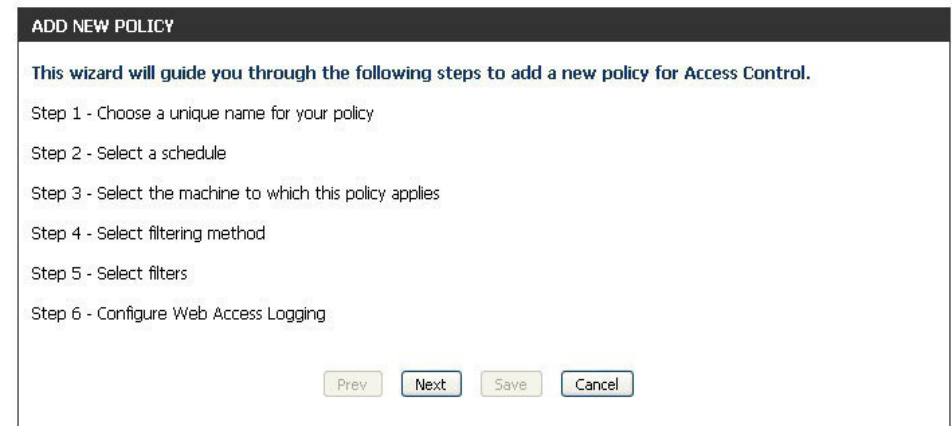 ADD NEW POLICY
This wizard will guide you through the following steps to add a new policy for Access Control.
Step 1 - Choose a unique name for your policy
Step 2 - Select a schedule
Step 3 - Select the machine to which this policy applies
Step 4 - Select filtering method
Step 5 - Select filters
Step 6 - Configure Web Access Logging
Prev Next Save Cancel